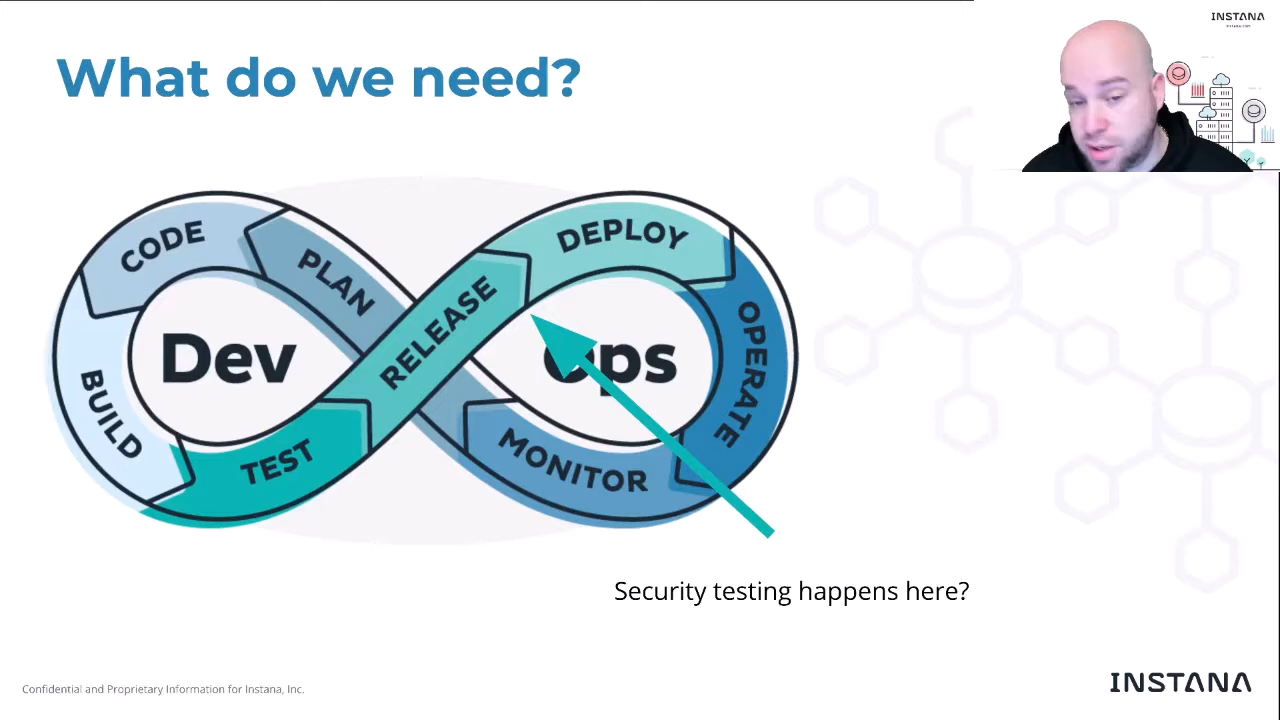 INSTANA
What do we need?
CODE
PLAN
DEPLOY
RELEASE
OPERATE
Dev
Ops
BUILD
TEST
MONITOR
Security testing happens here?
Confidential and Proprietary Information for Instana, Inc.
INSTANA